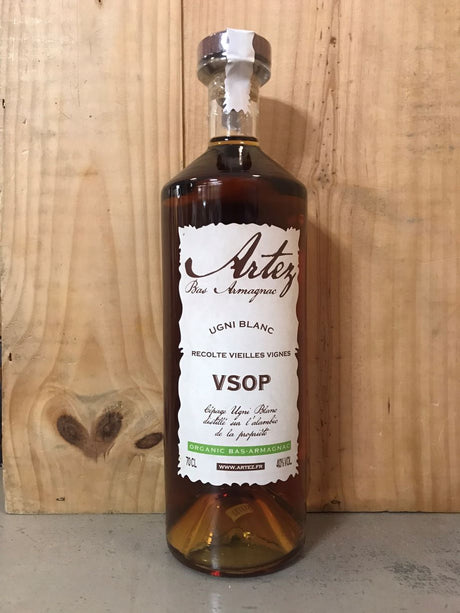 Artez
Bas Armagnac
UGNI BLANC
RECOLTE VIEILLES VIGNES
VSOP
Cépage Ugni Blanc
distillé sur l'alambic
de la propriété
ORGANIC BAS-ARMAGNAC
70CL WWW.ARTEZ.FR 40%VOL